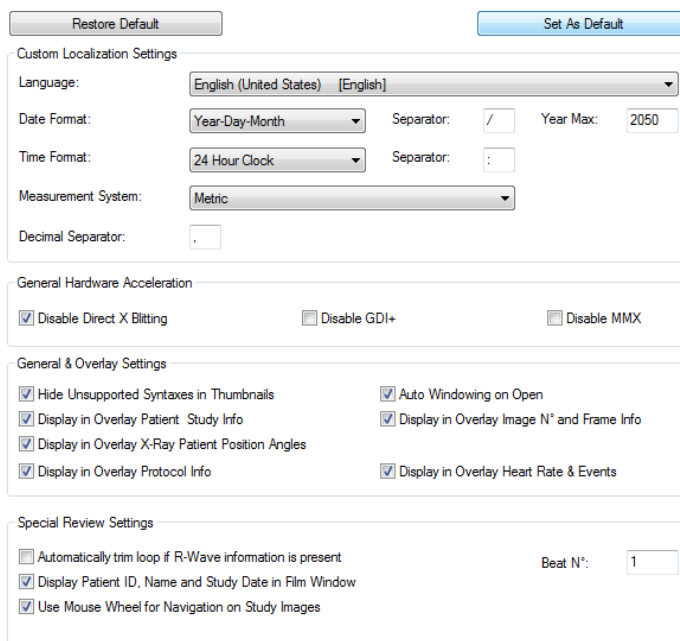 Restore Default Set As Default
Custom Localization Settings
Language: English (United States) [English]
Date Format: Year-Day-Month Separator: / Year Max: 2050
Time Format: 24 Hour Clock Separator: :
Measurement System: Metric
Decimal Separator: .
General Hardware Acceleration
Disable Direct X Blitting Disable GDI+ Disable MMX
General & Overlay Settings
Hide Unsupported Syntaxes in Thumbnails Auto Windowing on Open
Display in Overlay Patient Study Info Display in Overlay Image N° and Frame Info
Display in Overlay X-Ray Patient Position Angles
Display in Overlay Protocol Info Display in Overlay Heart Rate & Events
Special Review Settings
Automatically trim loop if R-Wave information is present Beat N°: 1
Display Patient ID, Name and Study Date in Film Window
Use Mouse Wheel for Navigation on Study Images